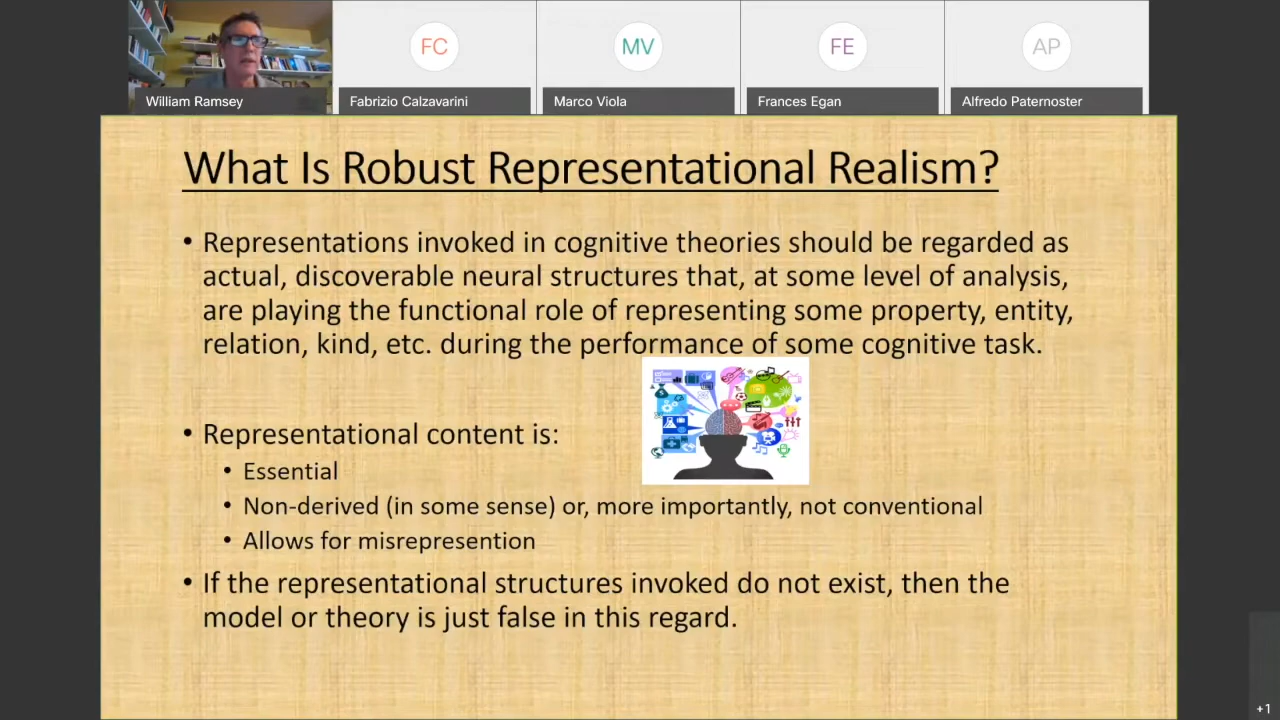 FC
MV
FE
AP
William Ramsey
Fabrizio Calzavarini
Marco Viola
Frances Egan
Alfredo Paternoster
What Is Robust Representational Realism?
• Representations invoked in cognitive theories should be regarded as
actual, discoverable neural structures that, at some level of analysis,
are playing the functional role of representing some property, entity,
relation, kind, etc. during the performance of some cognitive task.
• Representational content is:
• Essential
• Non-derived (in some sense) or, more importantly, not conventional
• Allows for misrepresention
• If the representational structures invoked do not exist, then the
model or theory is just false in this regard.
+1